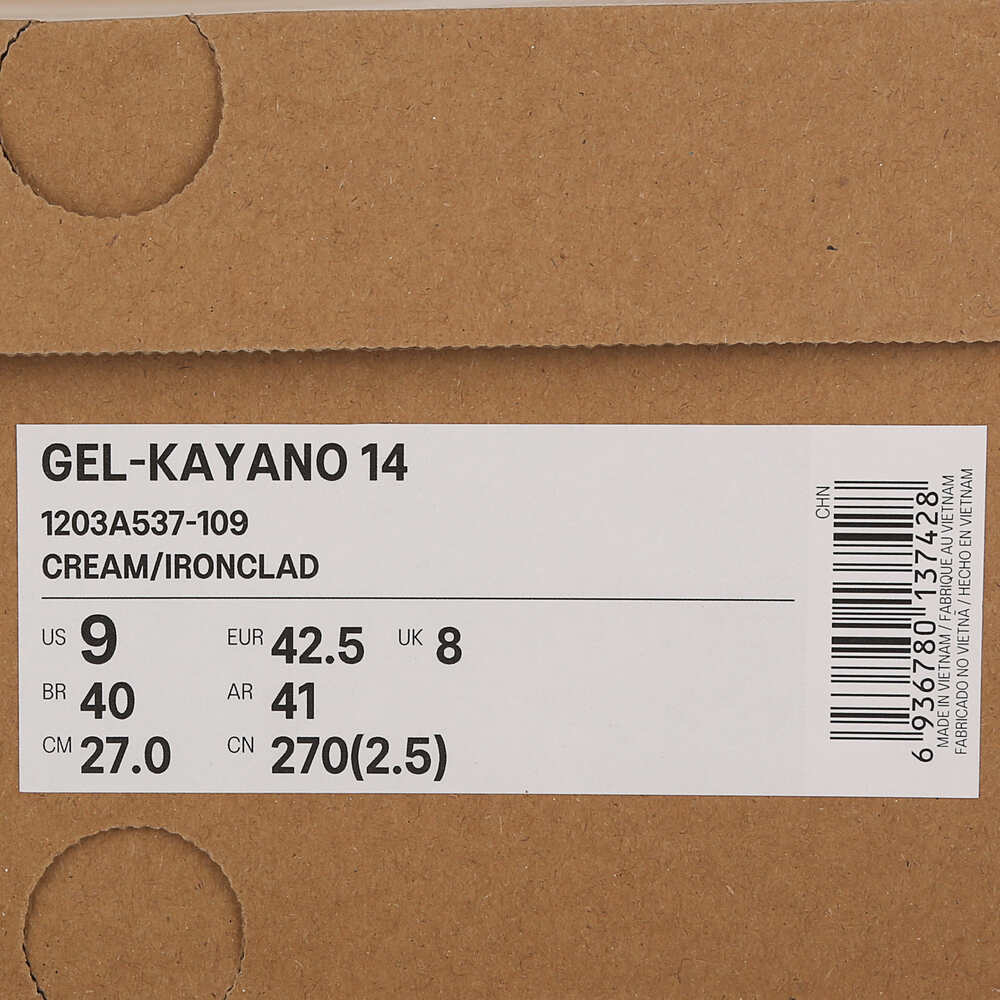 GEL-KAYANO 14
1203A537-109
CREAM/IRONCLAD
US 9 EUR 42.5 UK 8
BR 40 AR 41
CM 27.0 CN 270(2.5)
CHN
6 936780 137428
MADE IN VIETNAM / FABRIQUE AU VIETNAM
FABRICADO NO VIETNÃ / HECHO EN VIETNAM